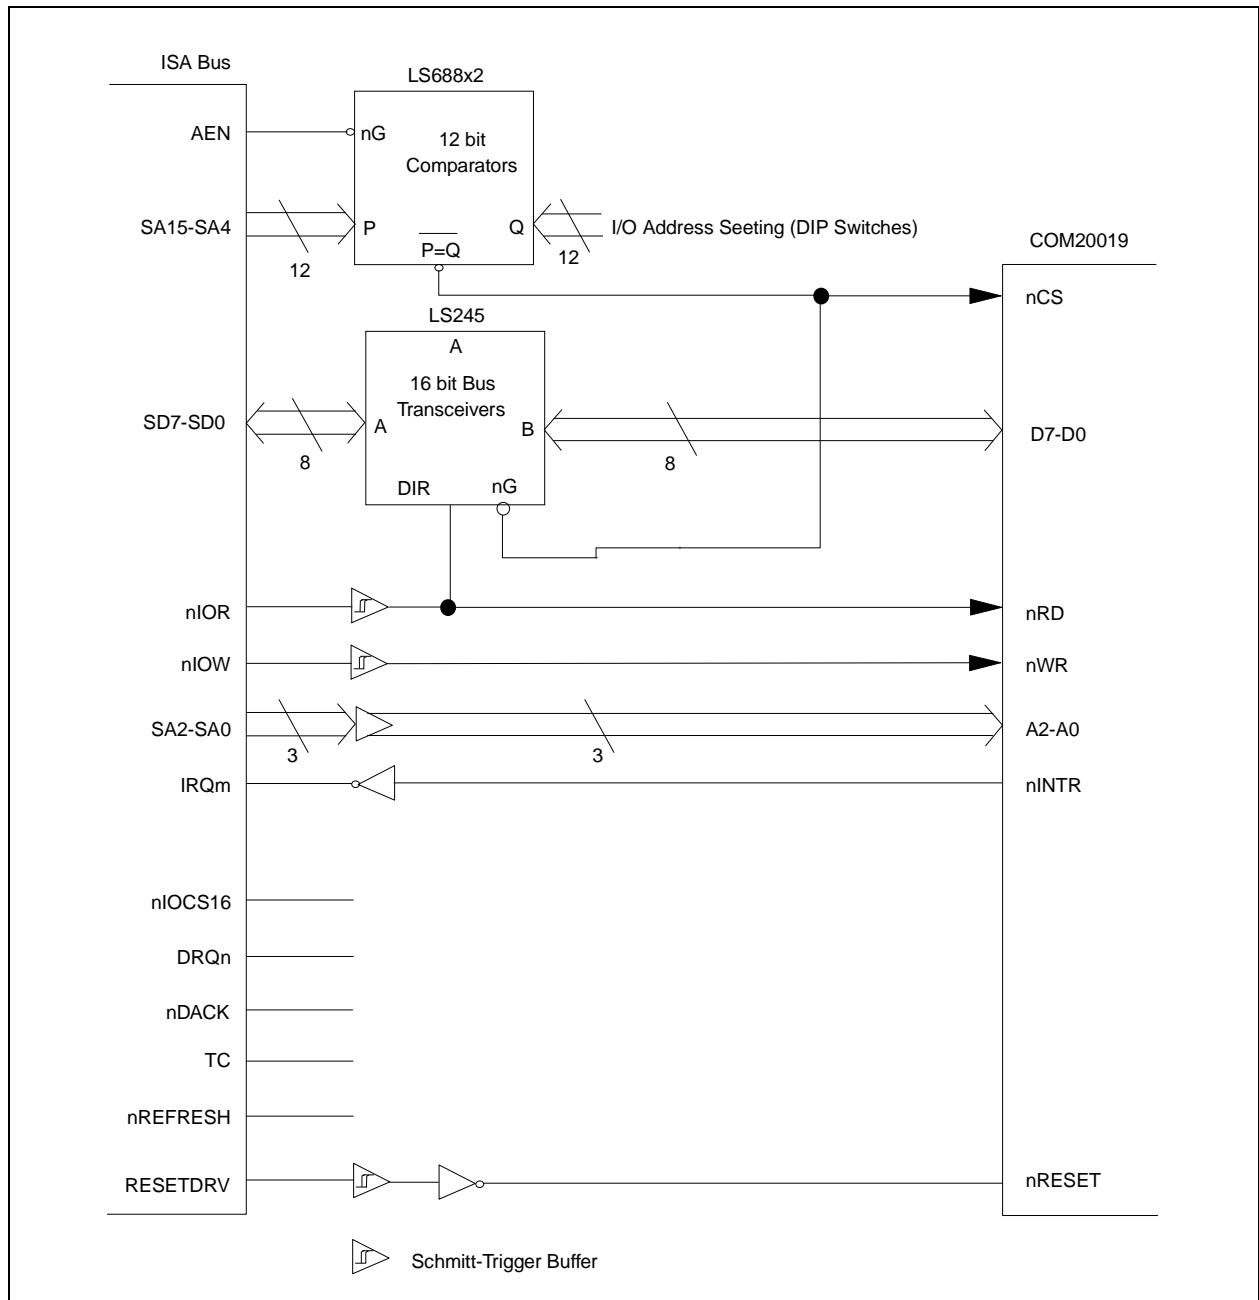 ISA Bus
LS688x2
AEN
nG
12 bit
Comparators
SA15-SA4
P
Q
I/O Address Seeting (DIP Switches)
12
P=Q
12
COM20019
nCS
LS245
A
16 bit Bus
Transceivers
SD7-SD0
A
B
D7-D0
8
8
DIR
nG
nIOR
nRD
nIOW
nWR
SA2-SA0
A2-A0
3
3
IRQm
nINTR
nIOCS16
DRQn
nDACK
TC
nREFRESH
RESETDRV
nRESET
Schmitt-Trigger Buffer